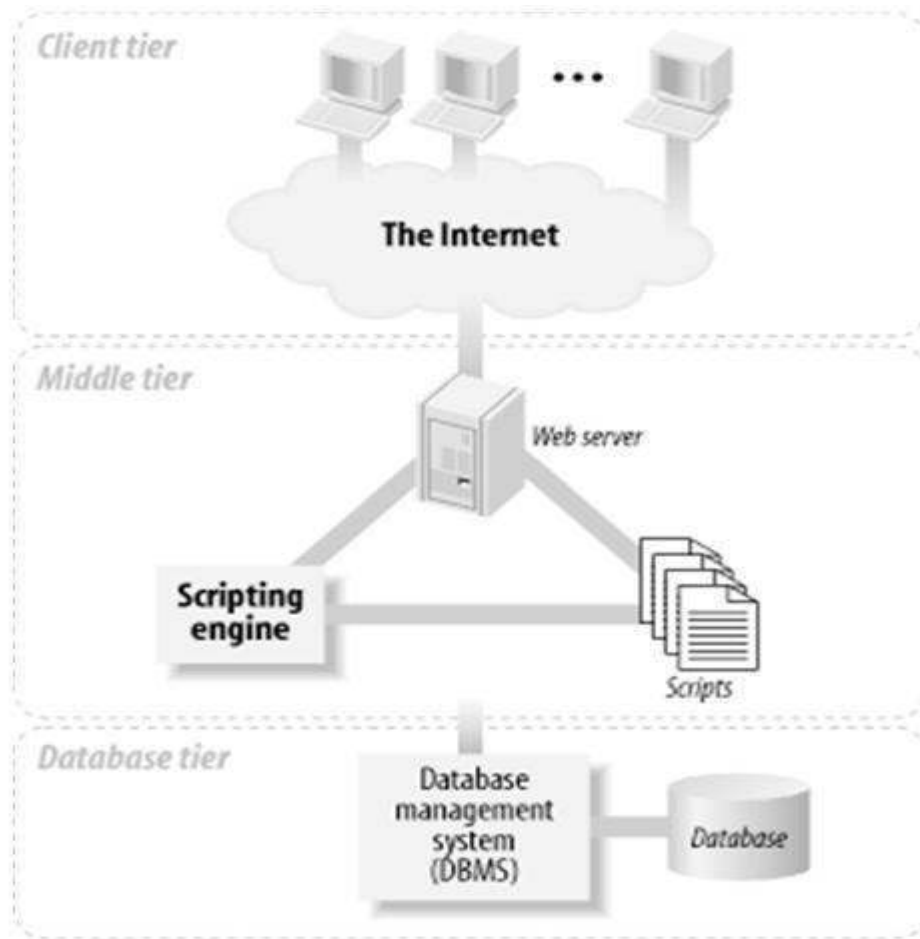 Client tier
The Internet
Middle tier
Web server
Scripting
engine
Scripts
Database tier
Database
management
system
(DBMS)
Database